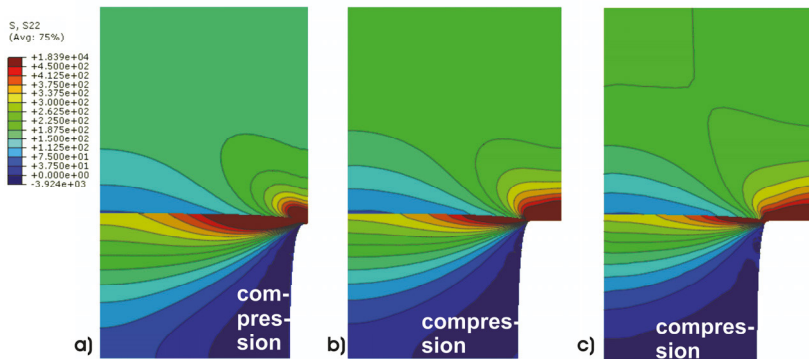 S, S22
(Avg: 75%)
+1.839e+04
+4.500e+02
+4.125e+02
+3.750e+02
+3.375e+02
+3.000e+02
+2.625e+02
+2.250e+02
+1.875e+02
+1.500e+02
+1.125e+02
+7.500e+01
+3.750e+01
+0.000e+00
-3.924e+03
a)
com-
pres-
sion
b)
compres-
sion
c)
compres-
sion